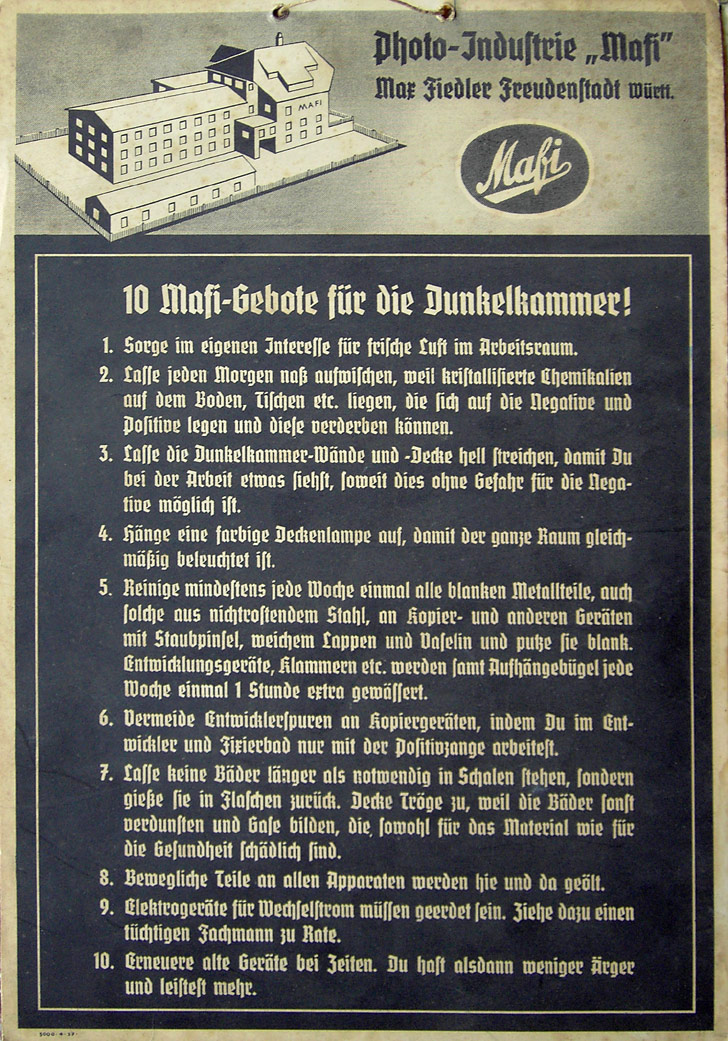 Photo-Industrie „Mafi"
Max Fiedler Freudenstadt württ.
MAFI
Mafi
10 Mafi-Gebote für die Dunkelkammer!
1. Sorge im eigenen Interesse für frische Luft im Arbeitsraum.
2. Lasse jeden Morgen naß aufwischen, weil kristallisierte Chemikalien
auf dem Boden, Tischen etc. liegen, die sich auf die Negative und
Positive legen und diese verderben können.
3. Lasse die Dunkelkammer-Wände und -Decke hell streichen, damit Du
bei der Arbeit etwas siehst, soweit dies ohne Gefahr für die Nega-
tive möglich ist.
4. Hänge eine farbige Deckenlampe auf, damit der ganze Raum gleich-
mäßig beleuchtet ist.
5. Reinige mindestens jede Woche einmal alle blanken Metallteile, auch
solche aus nichtrostendem Stahl, an Kopier- und anderen Geräten
mit Staubpinsel, weichem Lappen und Vaselin und putze sie blank.
Entwicklungsgeräte, Klammern etc. werden samt Aufhängebügel jede
Woche einmal 1 Stunde extra gewässert.
6. Vermeide Entwicklerspuren an Kopiergeräten, indem Du im Ent-
wickler und Fixierbad nur mit der Positivzange arbeitest.
7. Lasse keine Bäder länger als notwendig in Schalen stehen, sondern
gieße sie in Flaschen zurück. Decke Tröge zu, weil die Bäder sonst
verdunsten und Gase bilden, die sowohl für das Material wie für
die Gesundheit schädlich sind.
8. Bewegliche Teile an allen Apparaten werden hie und da geölt.
9. Elektrogeräte für Wechselstrom müssen geerdet sein. Ziehe dazu einen
tüchtigen Fachmann zu Rate.
10. Erneuere alte Geräte bei Zeiten. Du hast alsdann weniger Ärger
und leistest mehr.